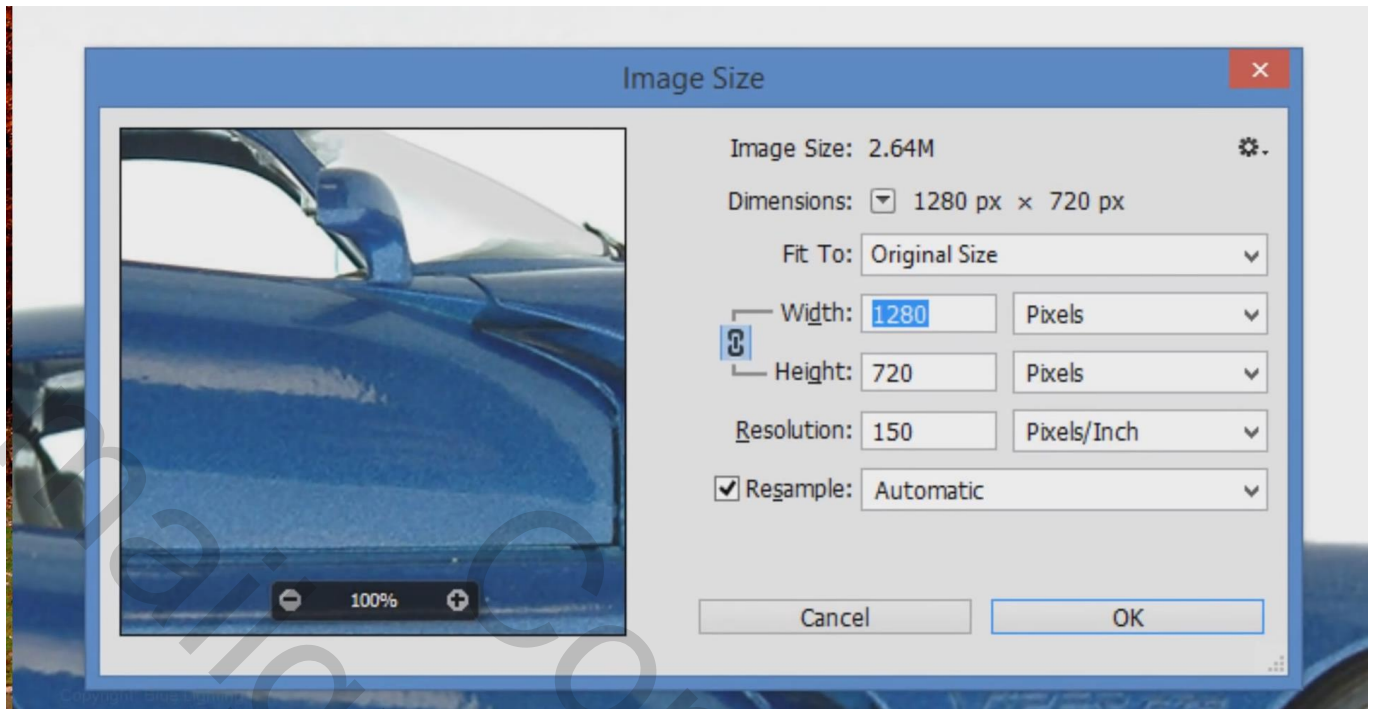 Image Size
Image Size: 2.64M
Dimensions: 1280 px × 720 px
Fit To: Original Size
Width: 1280 Pixels
Height: 720 Pixels
Resolution: 150 Pixels/Inch
Resample: Automatic
100%
Cancel OK